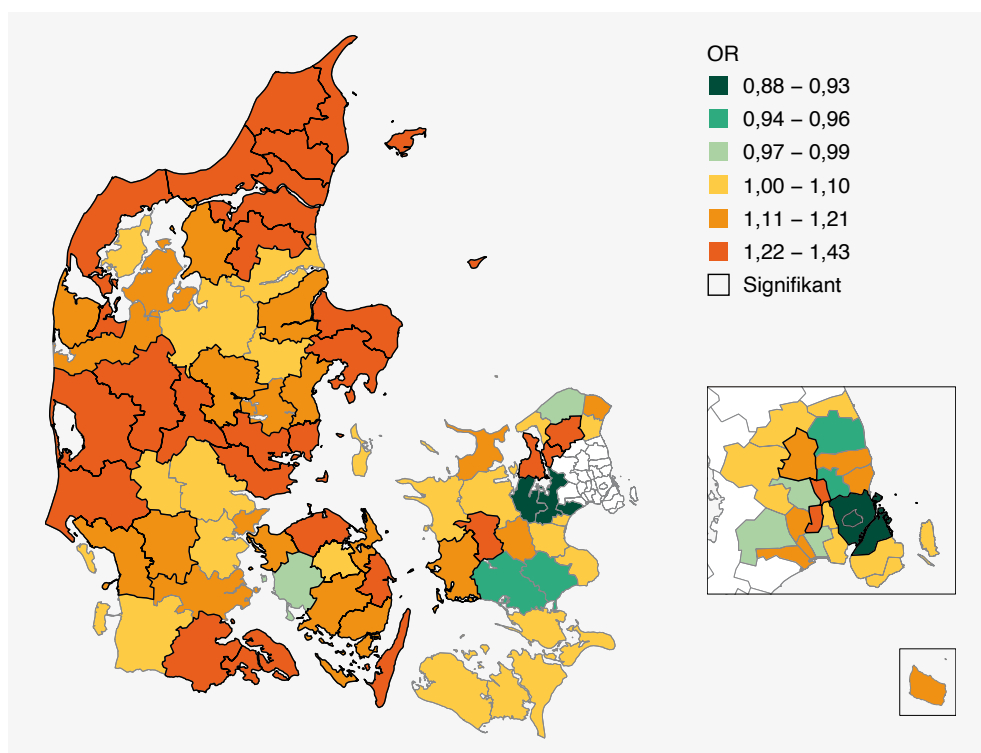 OR
0,88 – 0,93
0,94 – 0,96
0,97 – 0,99
1,00 – 1,10
1,11 – 1,21
1,22 – 1,43
Signifikant